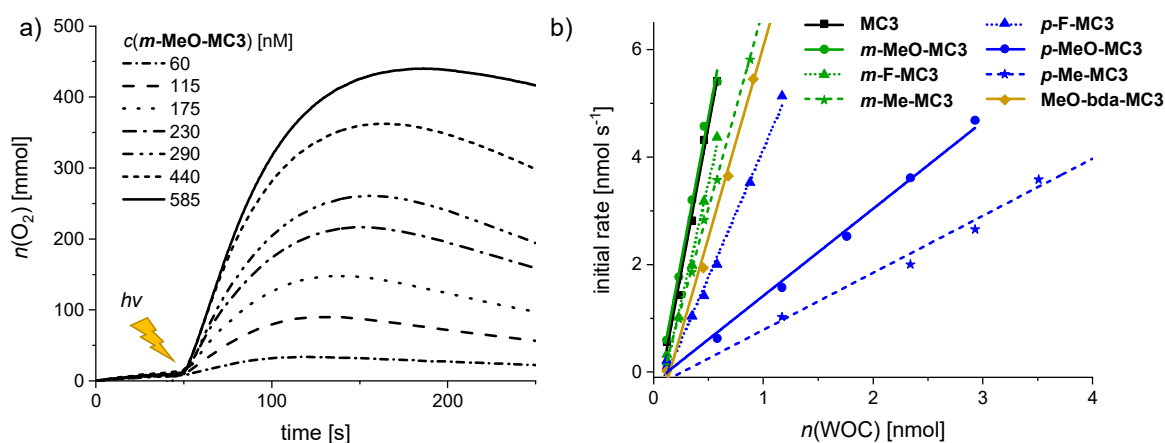 a)
c(m-MeO-MC3) [nM]
60
115
175
230
290
440
585
hν
n(O₂) [mmol]
500
400
300
200
100
0
0
100
200
time [s]
b)
MC3
m-MeO-MC3
m-F-MC3
m-Me-MC3
p-F-MC3
p-MeO-MC3
p-Me-MC3
MeO-bda-MC3
initial rate [nmol s⁻¹]
6
4
2
0
0
1
2
3
4
n(WOC) [nmol]